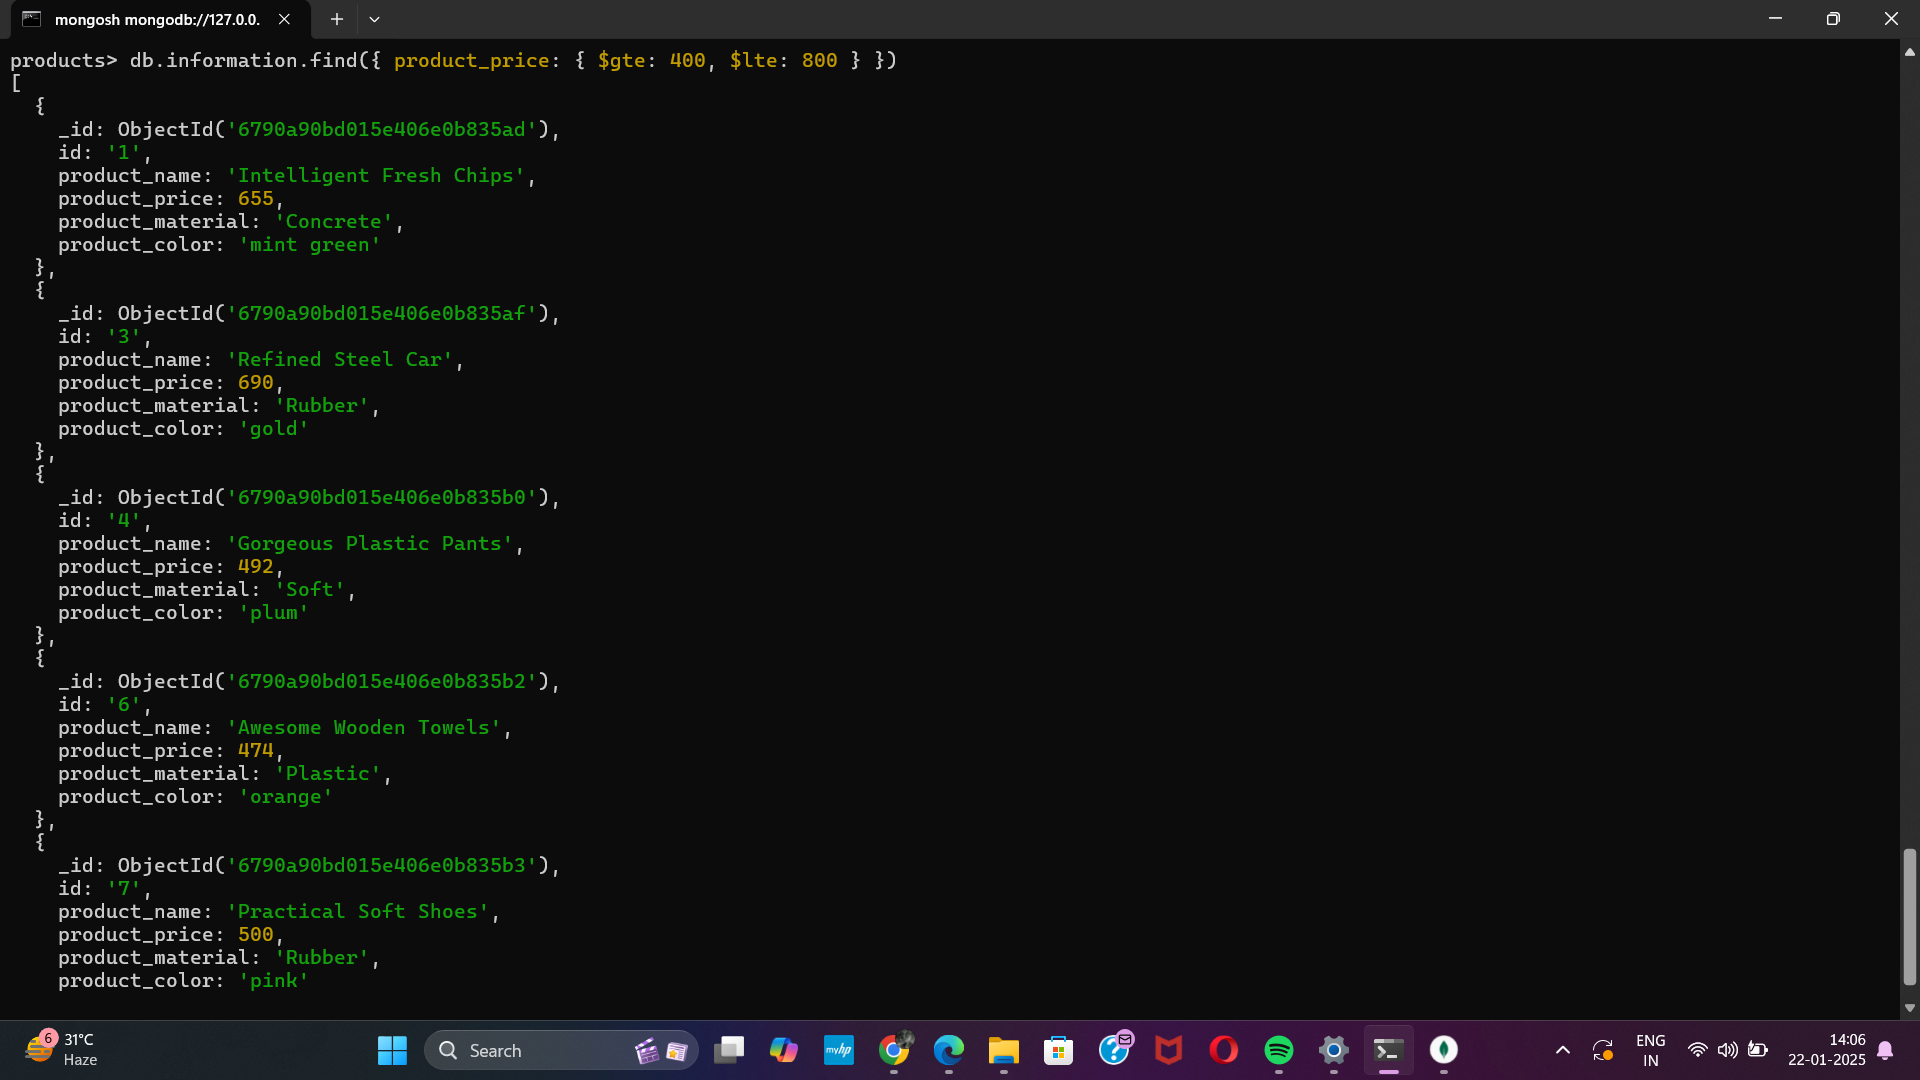 mongosh mongodb://127.0.0.
products> db.information.find({ product_price: { $gte: 400, $lte: 800 } })
[
  {
    _id: ObjectId('6790a90bd015e406e0b835ad'),
    id: '1',
    product_name: 'Intelligent Fresh Chips',
    product_price: 655,
    product_material: 'Concrete',
    product_color: 'mint green'
  },
  {
    _id: ObjectId('6790a90bd015e406e0b835af'),
    id: '3',
    product_name: 'Refined Steel Car',
    product_price: 690,
    product_material: 'Rubber',
    product_color: 'gold'
  },
  {
    _id: ObjectId('6790a90bd015e406e0b835b0'),
    id: '4',
    product_name: 'Gorgeous Plastic Pants',
    product_price: 492,
    product_material: 'Soft',
    product_color: 'plum'
  },
  {
    _id: ObjectId('6790a90bd015e406e0b835b2'),
    id: '6',
    product_name: 'Awesome Wooden Towels',
    product_price: 474,
    product_material: 'Plastic',
    product_color: 'orange'
  },
  {
    _id: ObjectId('6790a90bd015e406e0b835b3'),
    id: '7',
    product_name: 'Practical Soft Shoes',
    product_price: 500,
    product_material: 'Rubber',
    product_color: 'pink'
6
31°C
Haze
Search
myhp
ENG
IN
14:06
22-01-2025